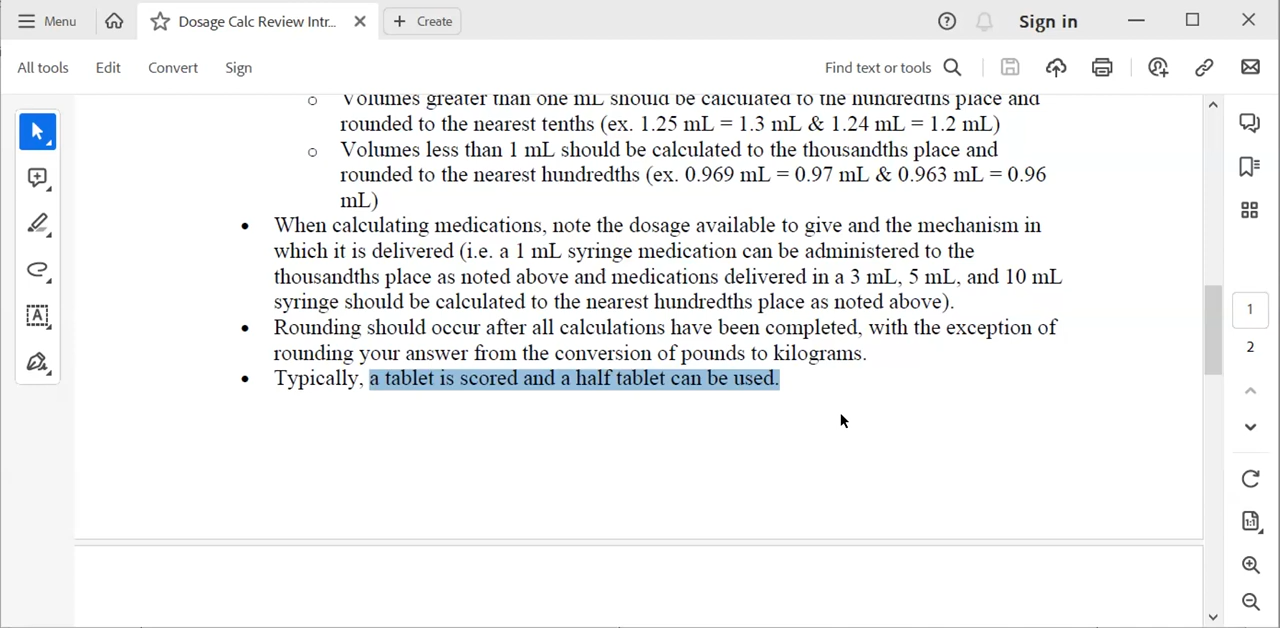 Menu
Dosage Calc Review Intr...
Create
Sign in
All tools
Edit
Convert
Sign
Find text or tools
o Volumes greater than one mL should be calculated to the hundredths place and
rounded to the nearest tenths (ex. 1.25 mL = 1.3 mL & 1.24 mL = 1.2 mL)
o Volumes less than 1 mL should be calculated to the thousandths place and
rounded to the nearest hundredths (ex. 0.969 mL = 0.97 mL & 0.963 mL = 0.96
mL)
• When calculating medications, note the dosage available to give and the mechanism in
which it is delivered (i.e. a 1 mL syringe medication can be administered to the
thousandths place as noted above and medications delivered in a 3 mL, 5 mL, and 10 mL
syringe should be calculated to the nearest hundredths place as noted above).
• Rounding should occur after all calculations have been completed, with the exception of
rounding your answer from the conversion of pounds to kilograms.
• Typically, a tablet is scored and a half tablet can be used.
1
2